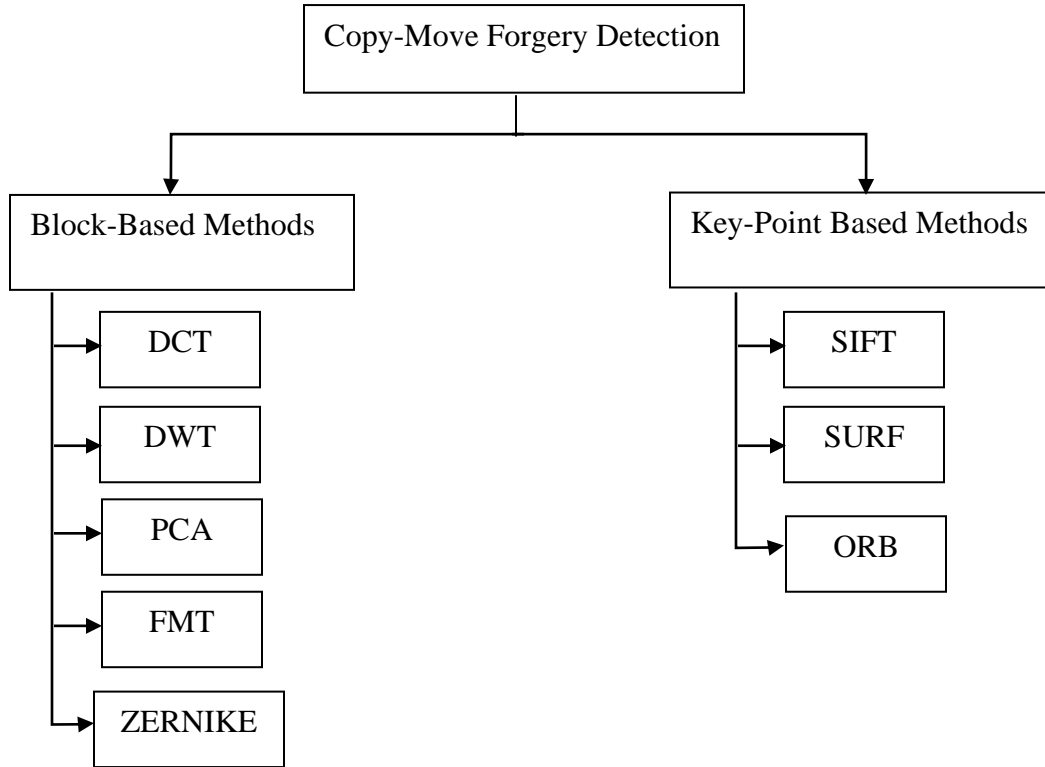 Copy-Move Forgery Detection
Block-Based Methods
Key-Point Based Methods
DCT
DWT
PCA
FMT
ZERNIKE
SIFT
SURF
ORB